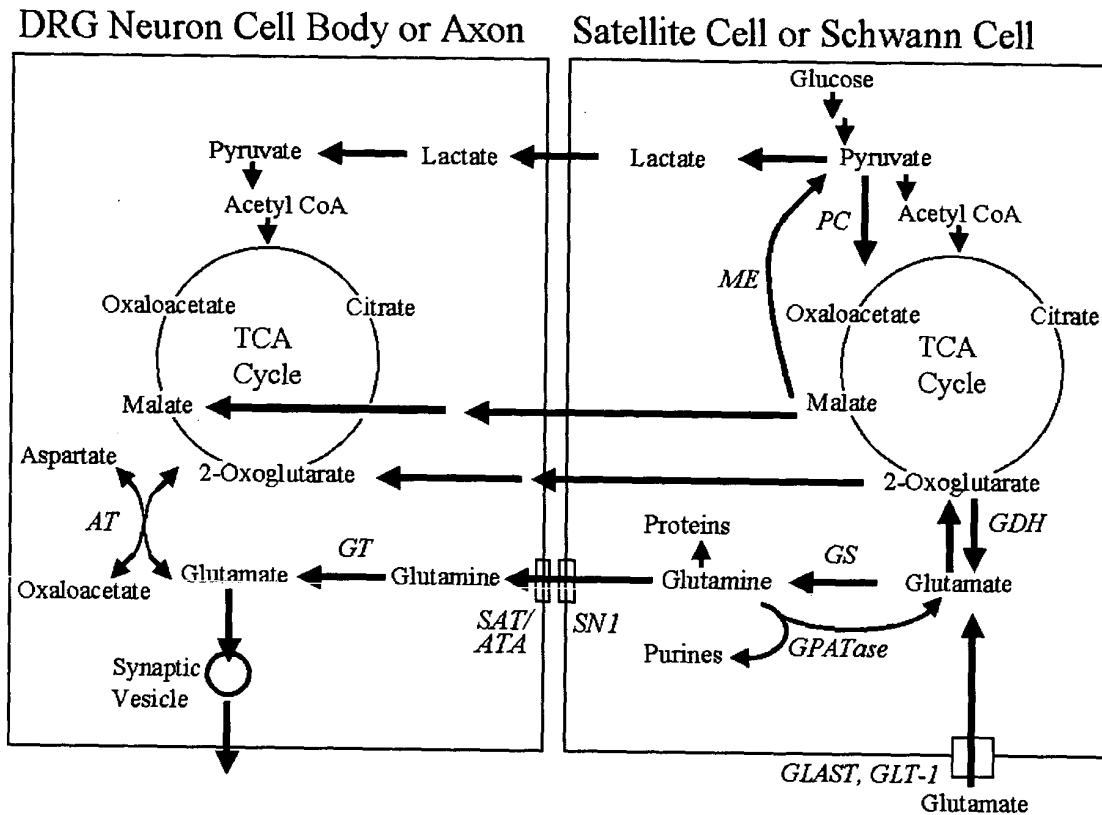 DRG Neuron Cell Body or Axon
Satellite Cell or Schwann Cell
Pyruvate
Lactate
Acetyl CoA
Oxaloacetate
Citrate
TCA
Cycle
Malate
Aspartate
2-Oxoglutarate
AT
GT
Oxaloacetate
Glutamate
Glutamine
SAT/
ATA
Synaptic
Vesicle
Glucose
Lactate
Pyruvate
PC
Acetyl CoA
ME
Oxaloacetate
Citrate
TCA
Cycle
Malate
2-Oxoglutarate
Proteins
GDH
GS
Glutamine
Glutamate
SN1
Purines
GPATase
GLAST, GLT-1
Glutamate